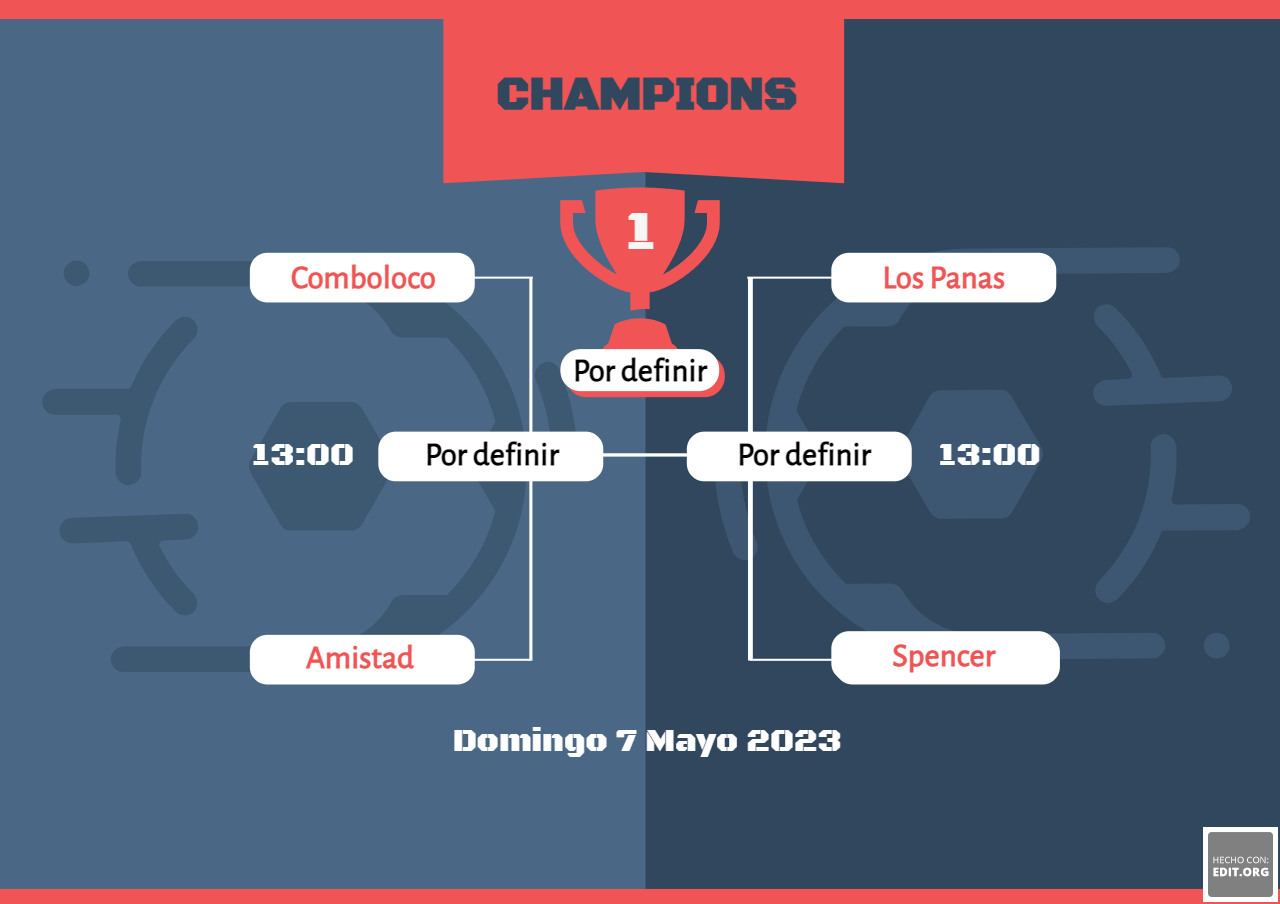 CHAMPIONS
1
Comboloco
Los Panas
Por definir
13:00
Por definir
Por definir
13:00
Amistad
Spencer
Domingo 7 Mayo 2023
HECHO CON:
EDIT.ORG